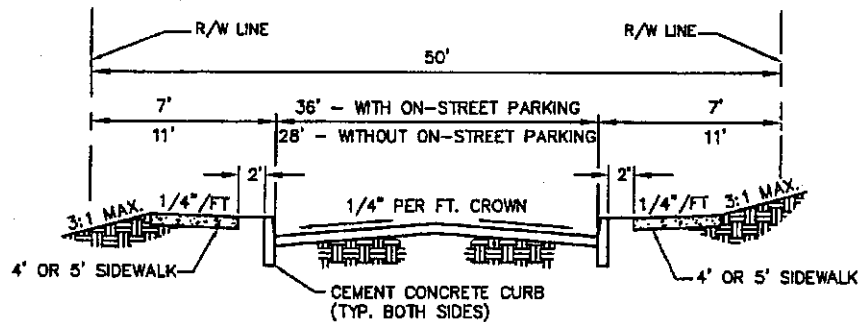 R/W LINE
R/W LINE
50'
7'
36' - WITH ON-STREET PARKING
7'
11'
28' - WITHOUT ON-STREET PARKING
11'
2'
2'
3:1 MAX.
1/4"/FT
1/4" PER FT. CROWN
1/4"/FT
3:1 MAX.
4' OR 5' SIDEWALK
4' OR 5' SIDEWALK
CEMENT CONCRETE CURB
(TYP. BOTH SIDES)